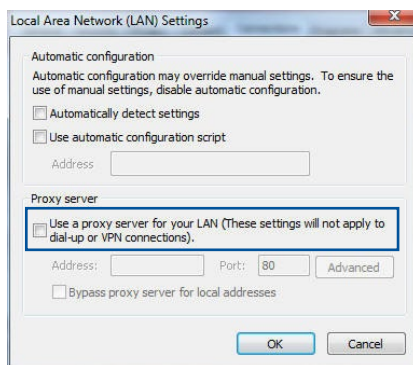 Local Area Network (LAN) Settings
Automatic configuration
Automatic configuration may override manual settings. To ensure the
use of manual settings, disable automatic configuration.
Automatically detect settings
Use automatic configuration script
Address
Proxy server
Use a proxy server for your LAN (These settings will not apply to
dial-up or VPN connections).
Address:
Port: 80
Advanced
Bypass proxy server for local addresses
OK
Cancel